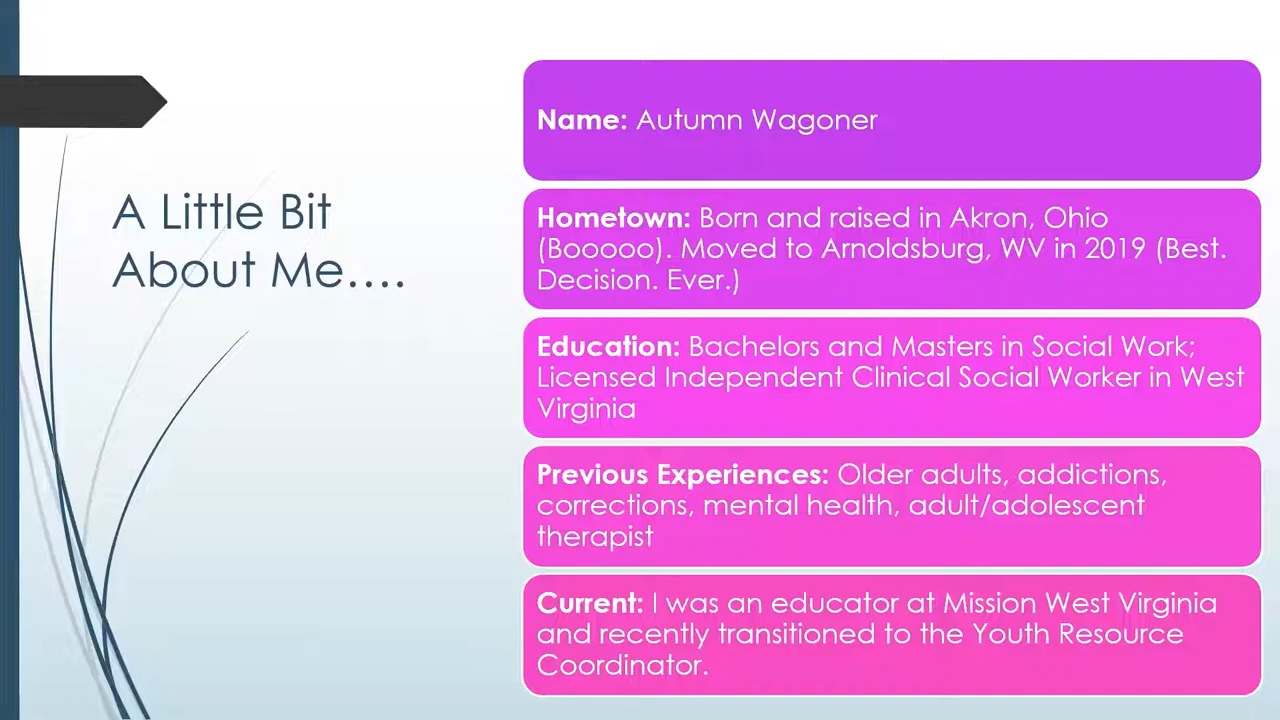 A Little Bit
About Me....
Name: Autumn Wagoner
Hometown: Born and raised in Akron, Ohio
(Booooo). Moved to Arnoldsburg, WV in 2019 (Best.
Decision. Ever.)
Education: Bachelors and Masters in Social Work;
Licensed Independent Clinical Social Worker in West
Virginia
Previous Experiences: Older adults, addictions,
corrections, mental health, adult/adolescent
therapist
Current: I was an educator at Mission West Virginia
and recently transitioned to the Youth Resource
Coordinator.